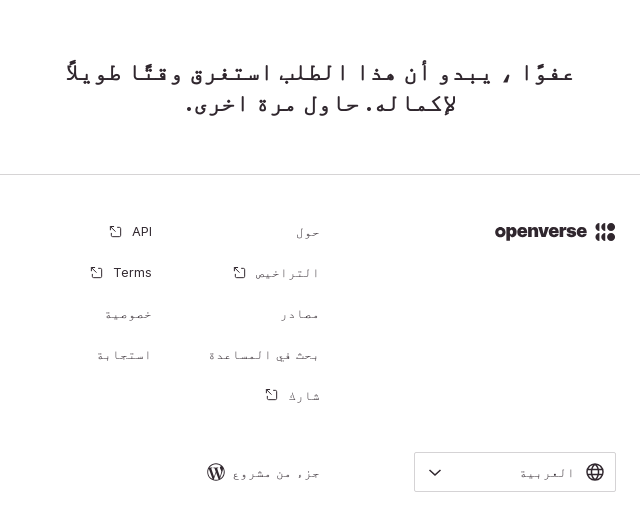 عفوًا ، يبدو أن هذا الطلب استغرق وقتًا طويلاً
لإكماله. حاول مرة اخرى.
openverse
حول
التراخيص
مصادر
بحث في المساعدة
شارك
API
Terms
خصوصية
استجابة
العربية
جزء من مشروع